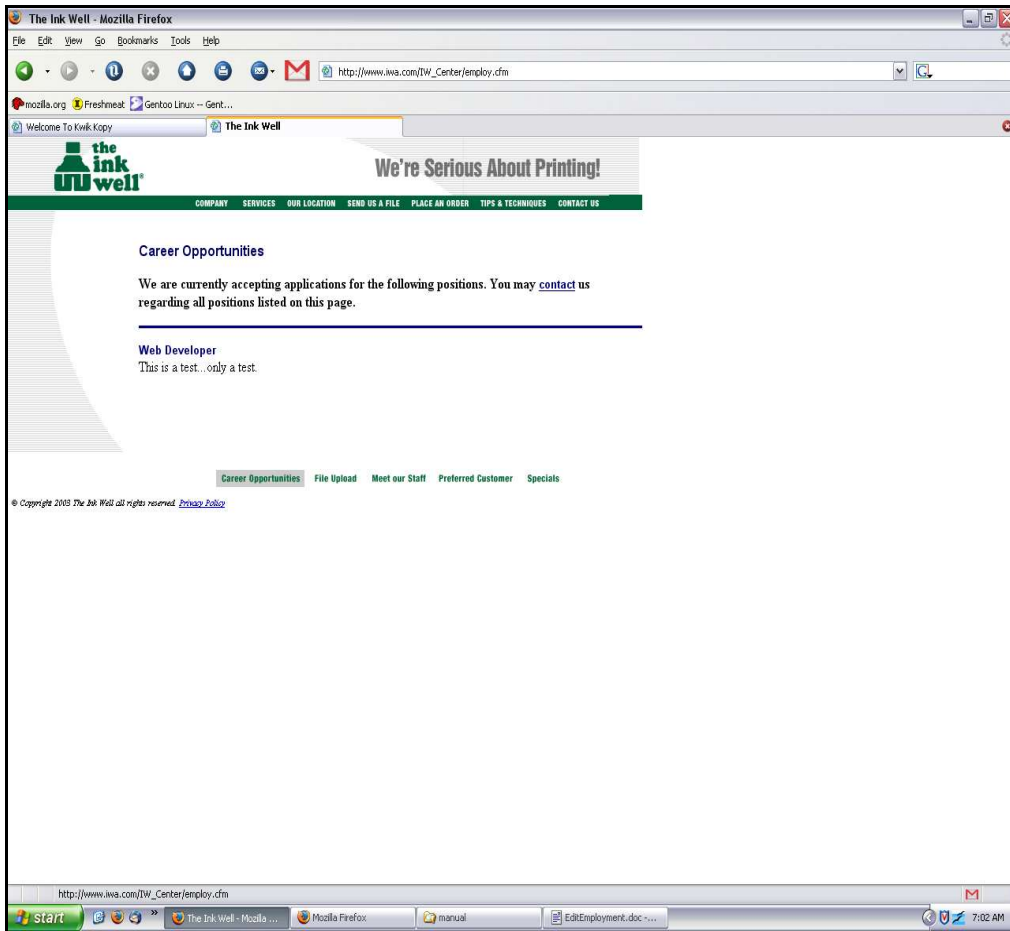 The Ink Well - Mozilla Firefox
File Edit View Go Bookmarks Tools Help
http://www.iwa.com/IW_Center/employ.cfm
mozilla.org Freshmeat Gentoo Linux -- Gent...
Welcome To Kwik Kopy The Ink Well
the
ink
well®
We're Serious About Printing!
COMPANY SERVICES OUR LOCATION SEND US A FILE PLACE AN ORDER TIPS & TECHNIQUES CONTACT US
Career Opportunities
We are currently accepting applications for the following positions. You may contact us
regarding all positions listed on this page.
Web Developer
This is a test...only a test.
Career Opportunities File Upload Meet our Staff Preferred Customer Specials
© Copyright 2003 The Ink Well all rights reserved. Privacy Policy
http://www.iwa.com/IW_Center/employ.cfm
start » The Ink Well - Mozilla ... Mozilla Firefox manual EditEmployment.doc -... 7:02 AM